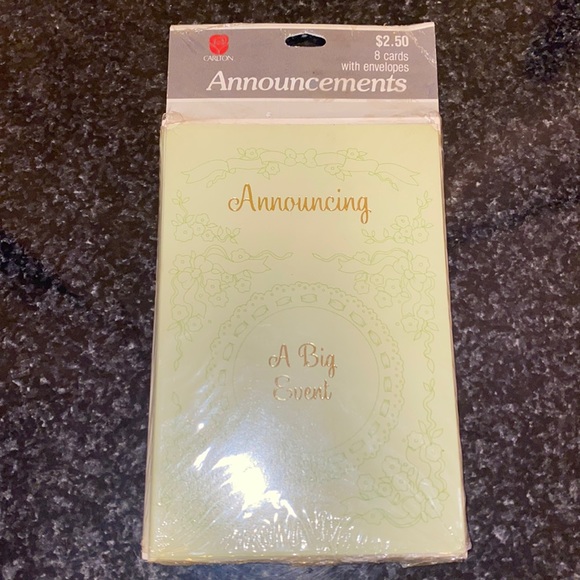 $2.50
8 cards
with envelopes
CARLTON
Announcements
Announcing
A Big
Event